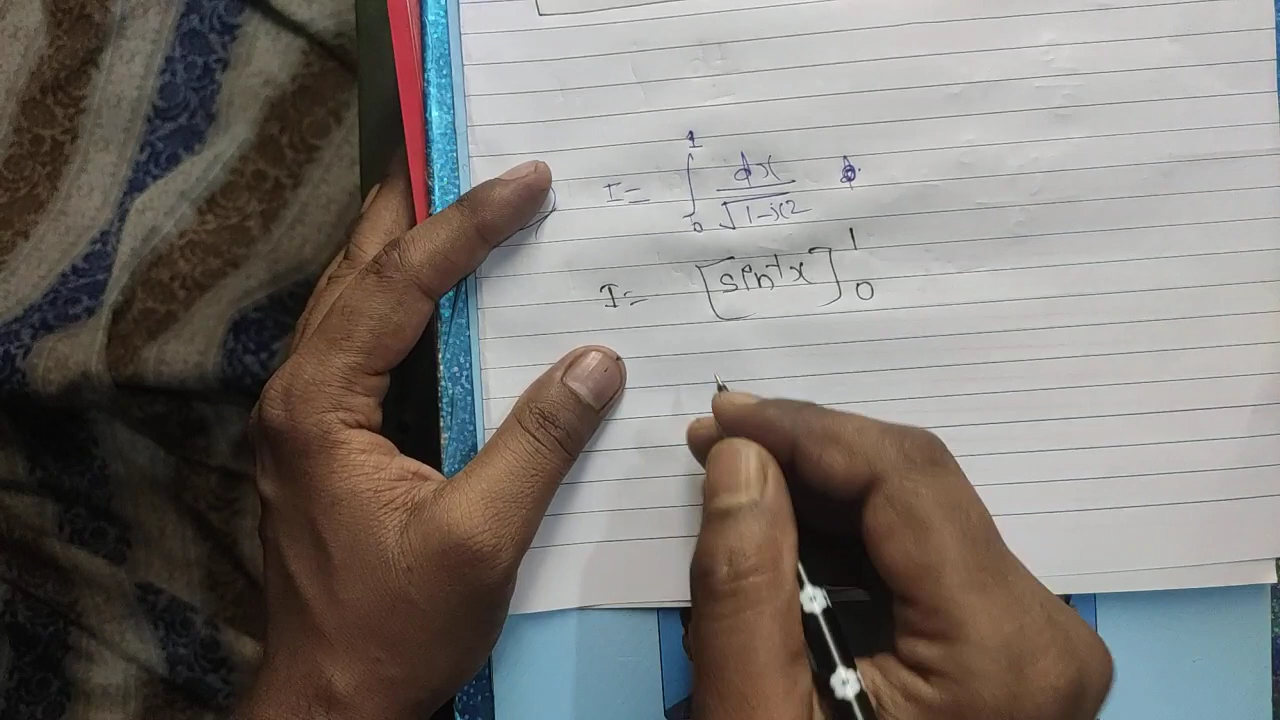 I = ∫₀¹ dx / √(1-x²)
I = [sin⁻¹x]₀¹